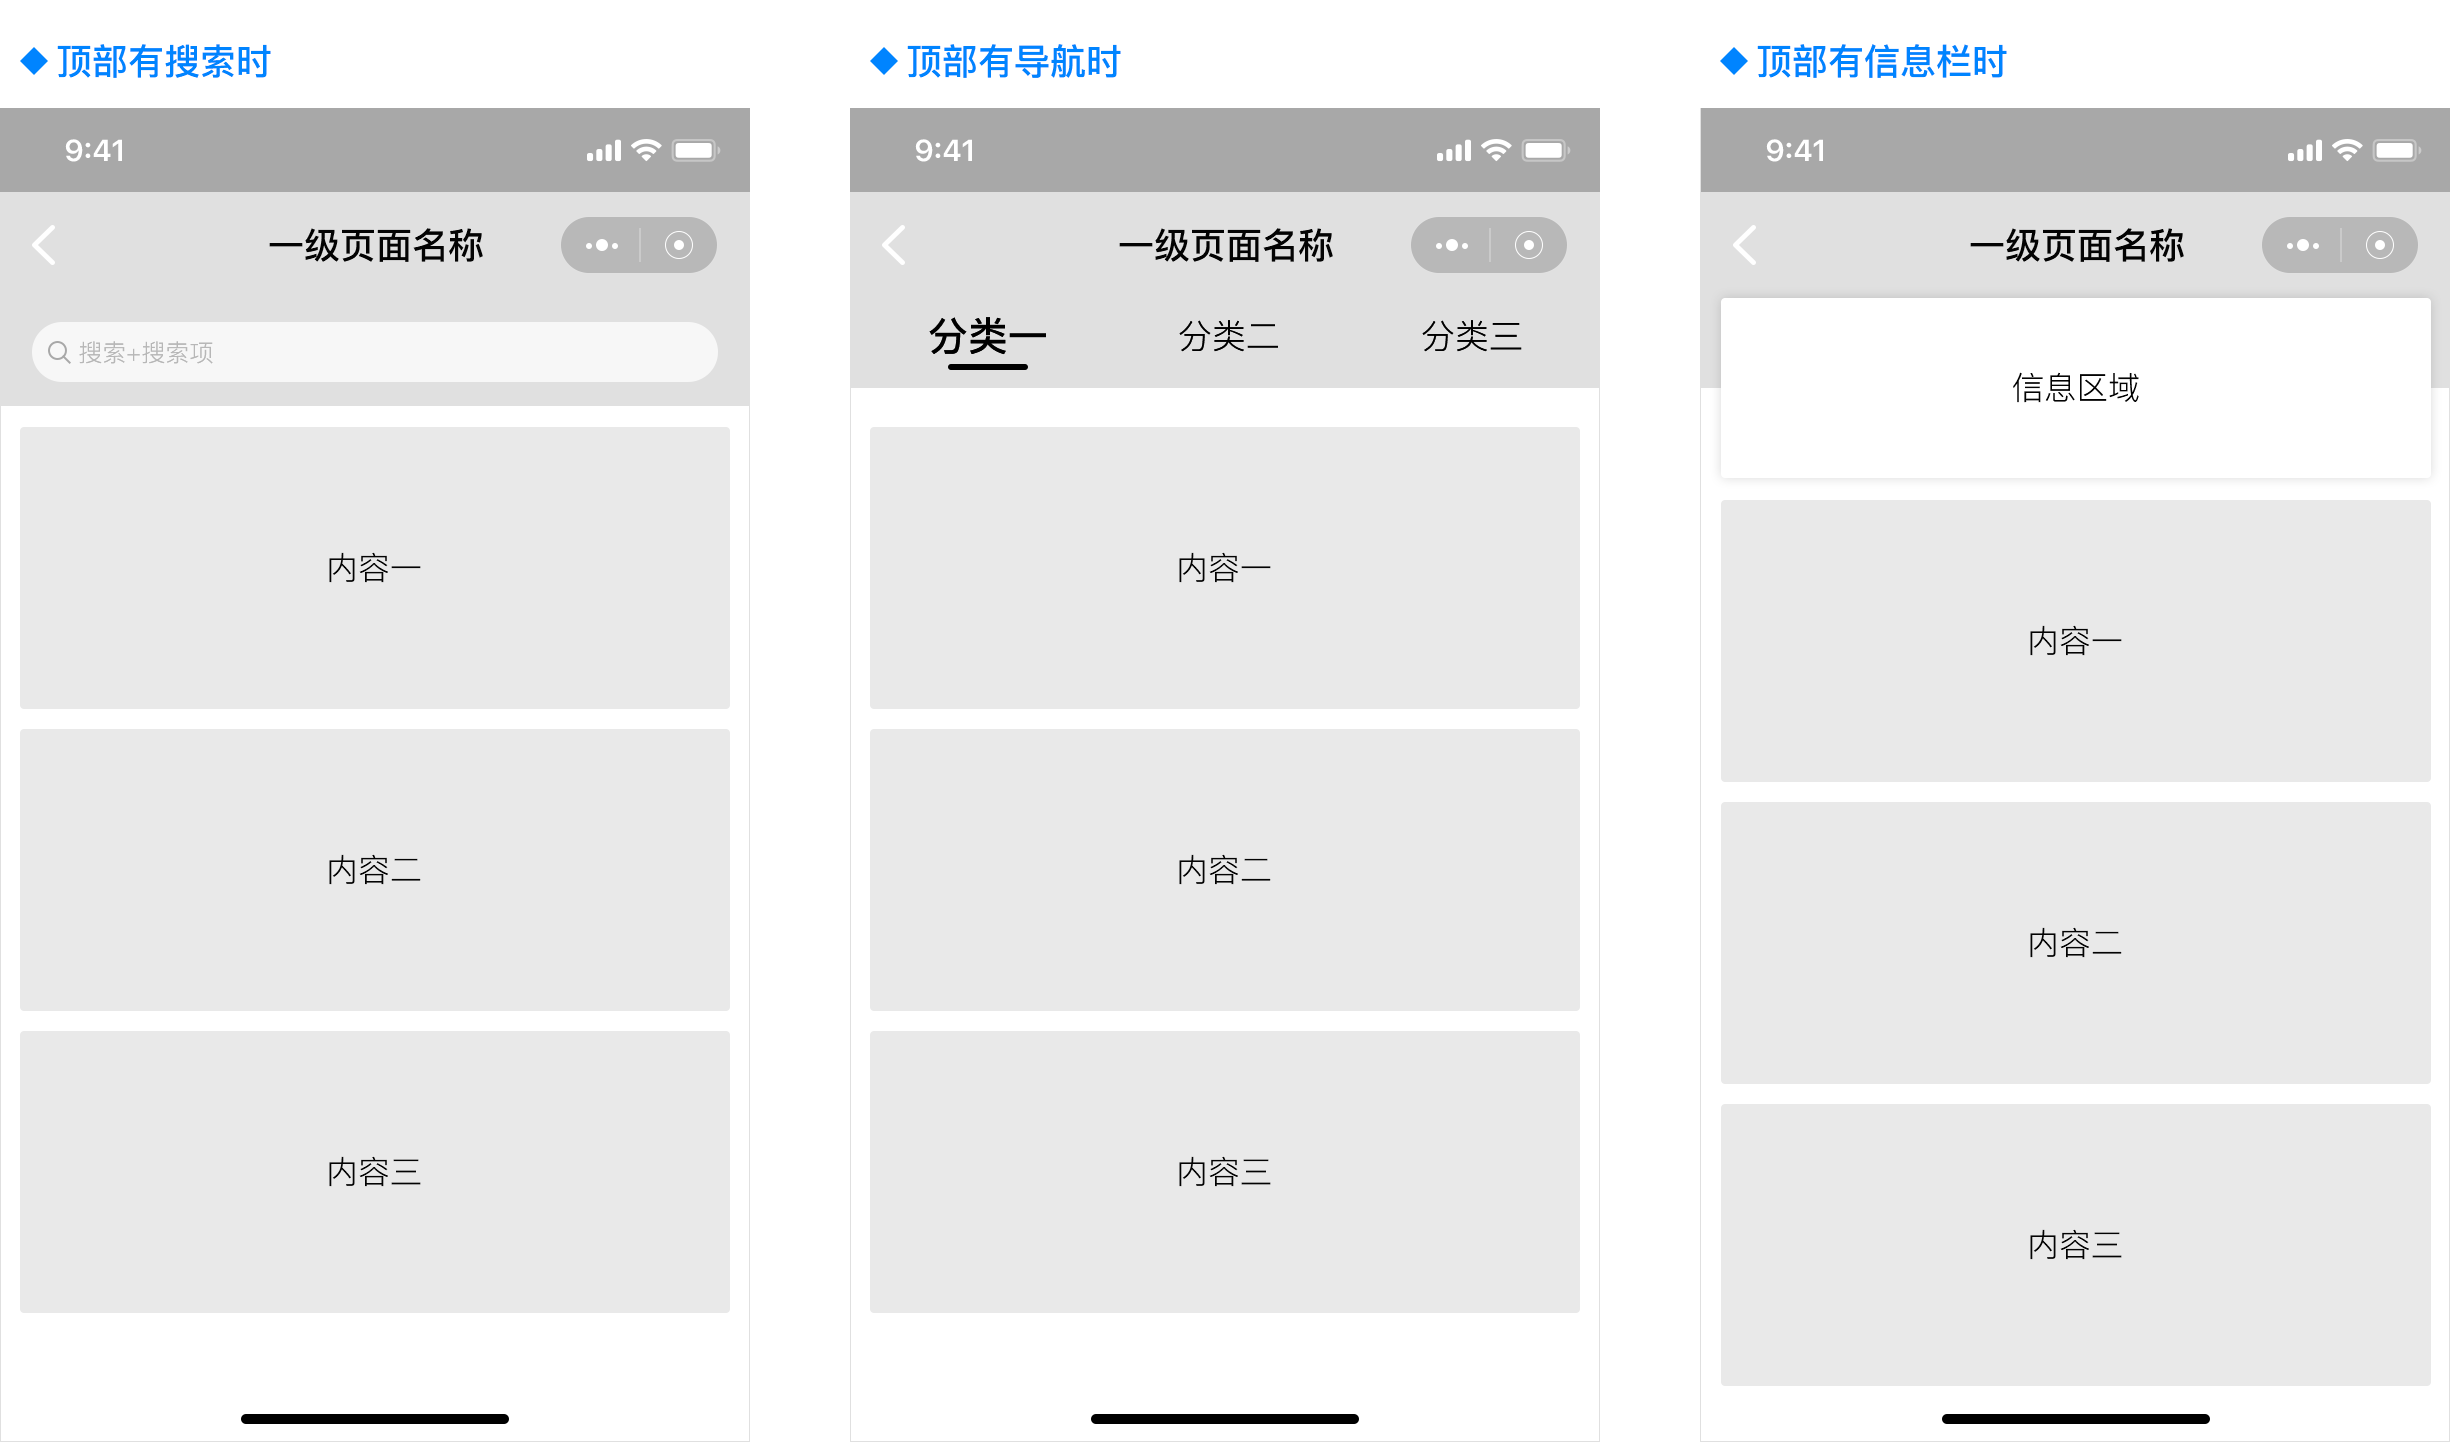 顶部有搜索时
9:41
一级页面名称
搜索+搜索项
内容一
内容二
内容三
顶部有导航时
9:41
一级页面名称
分类一 分类二 分类三
内容一
内容二
内容三
顶部有信息栏时
9:41
一级页面名称
信息区域
内容一
内容二
内容三